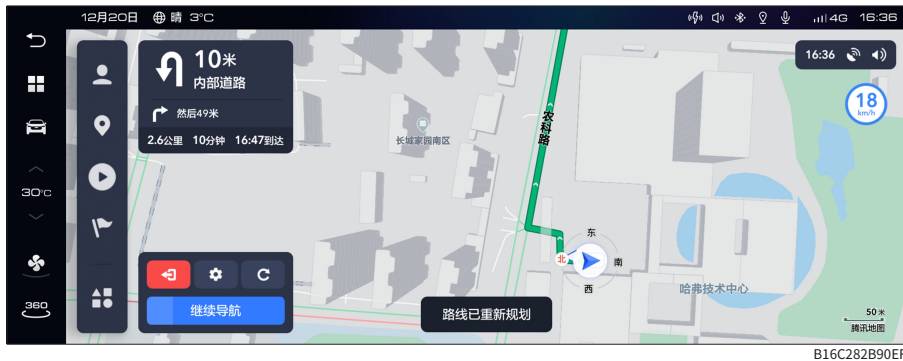 12月20日 晴 3°C
4G 16:36
10米
内部道路
然后49米
2.6公里 10分钟 16:47到达
16:36
18
km/h
农科路
长城家园南区
30°C
东
北
南
西
哈弗技术中心
继续导航
路线已重新规划
360
50米
腾讯地图
B16C282B90EF